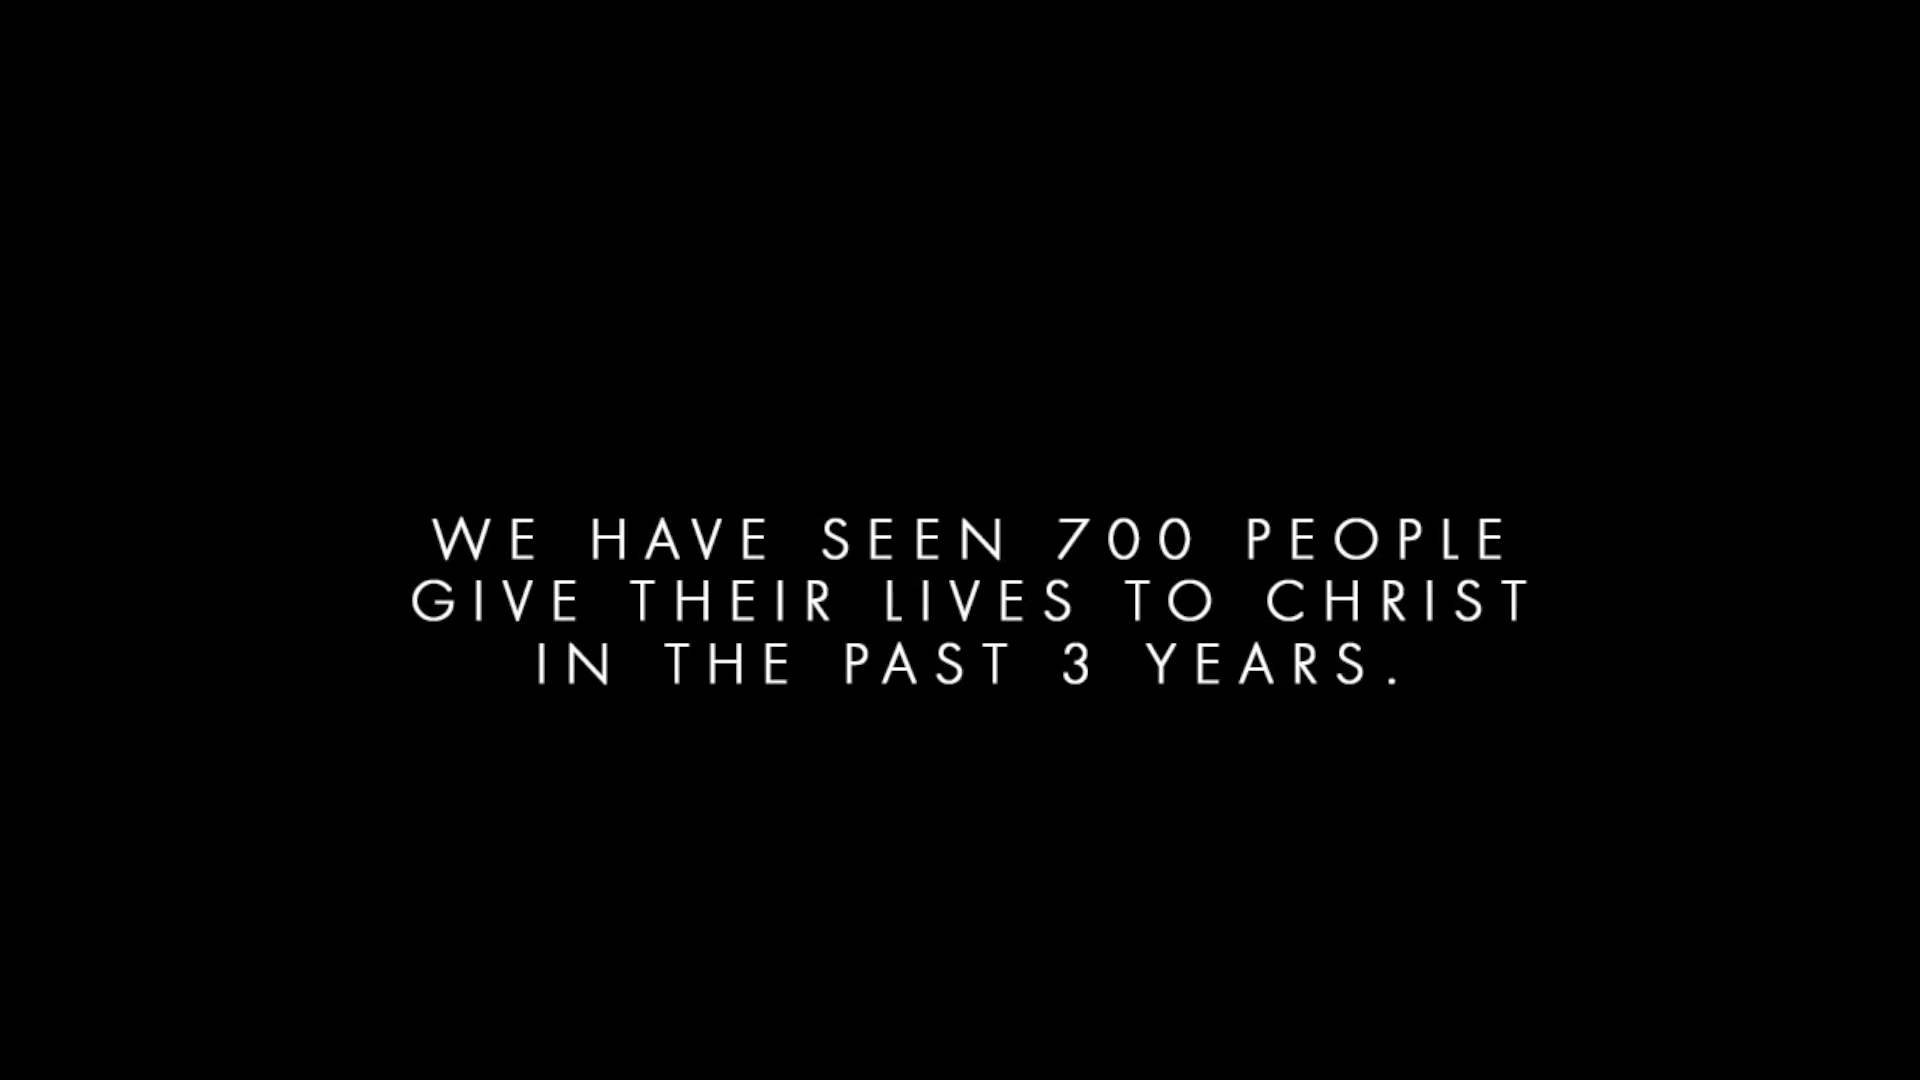 WE HAVE SEEN 700 PEOPLE
GIVE THEIR LIVES TO CHRIST
IN THE PAST 3 YEARS.